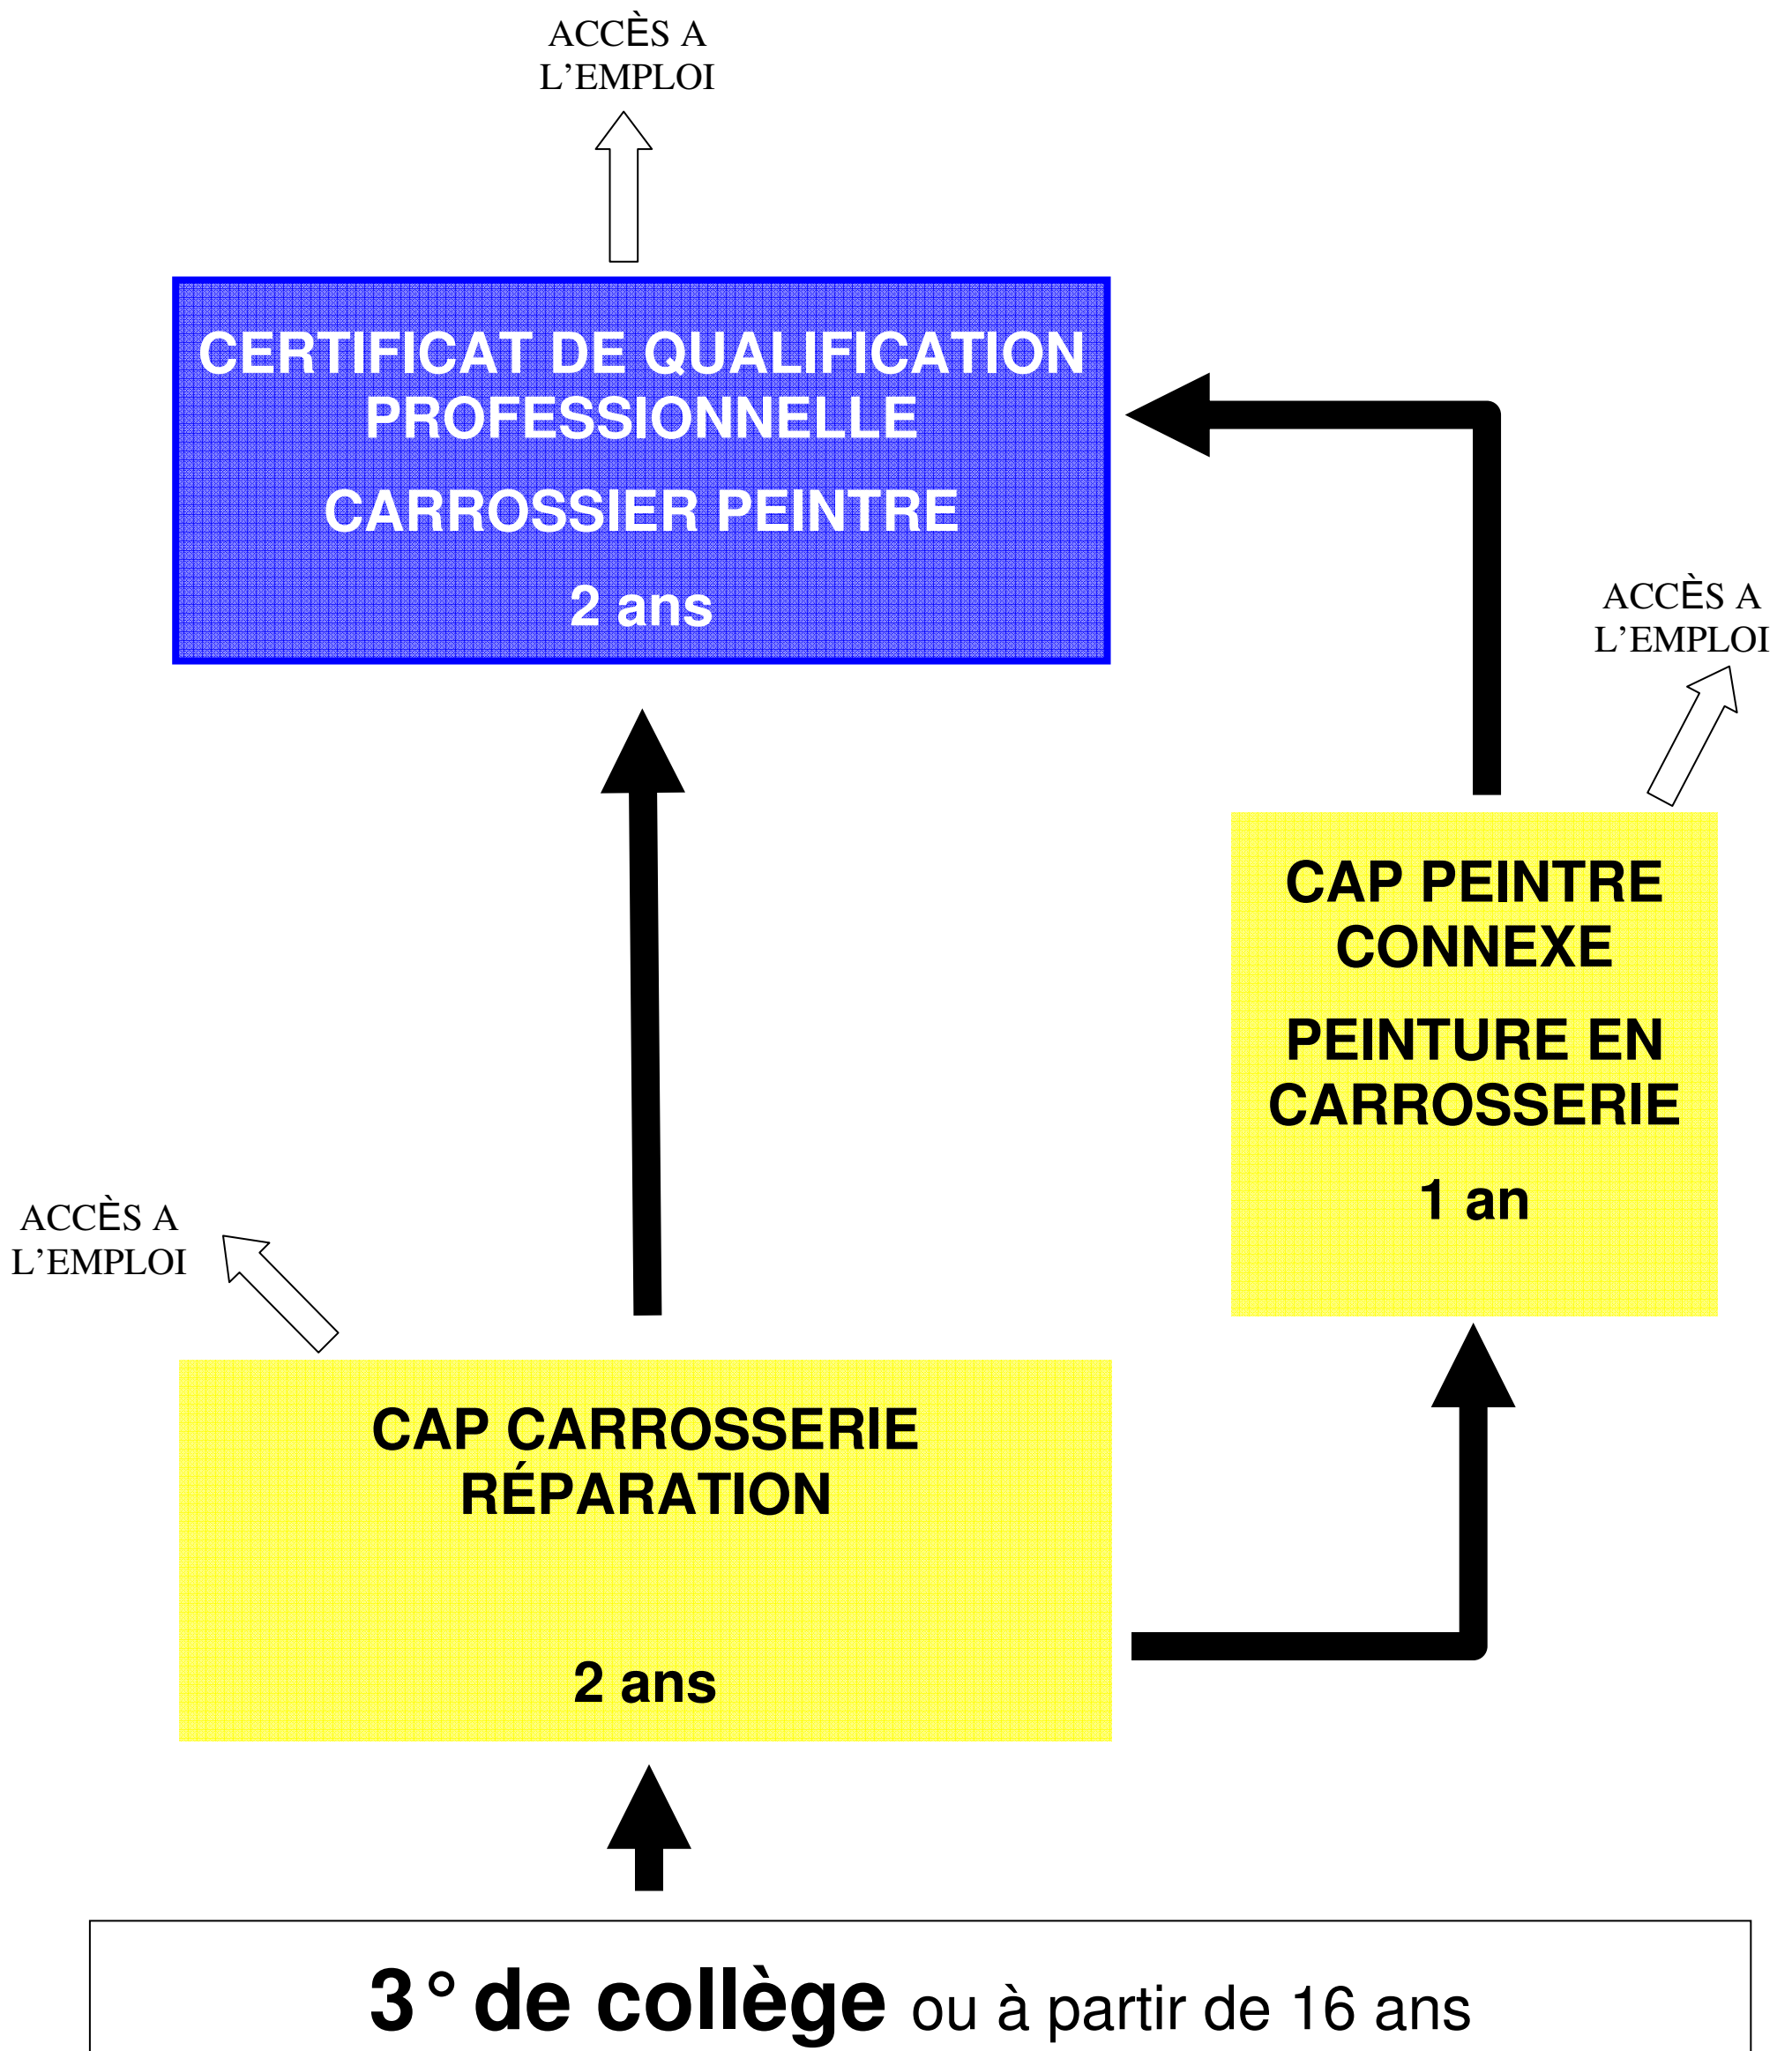 ACCÈS A
L’EMPLOI
CERTIFICAT DE QUALIFICATION
PROFESSIONNELLE
CARROSSIER PEINTRE
2 ans
ACCÈS A
L’EMPLOI
CAP PEINTRE
CONNEXE
PEINTURE EN
CARROSSERIE
1 an
ACCÈS A
L’EMPLOI
CAP CARROSSERIE
RÉPARATION
2 ans
3° de collège ou à partir de 16 ans